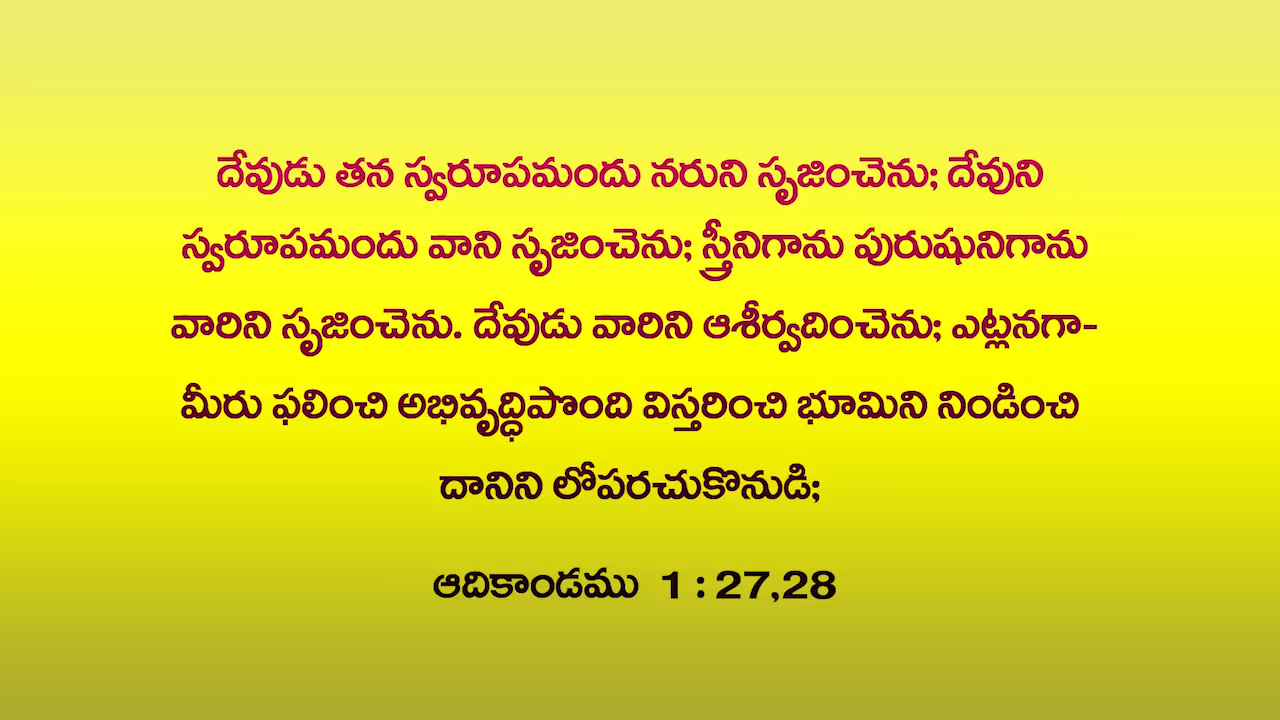 దేవుడు తన స్వరూపమందు నరుని సృజించెను; దేవుని
స్వరూపమందు వాని సృజించెను; స్త్రీనిగాను పురుషునిగాను
వారిని సృజించెను. దేవుడు వారిని ఆశీర్వదించెను; ఎట్లనగా-
మీరు ఫలించి అభివృద్ధిపొంది విస్తరించి భూమిని నిండించి
దానిని లోపరచుకొనుడి;
ఆదికాండము 1 : 27,28